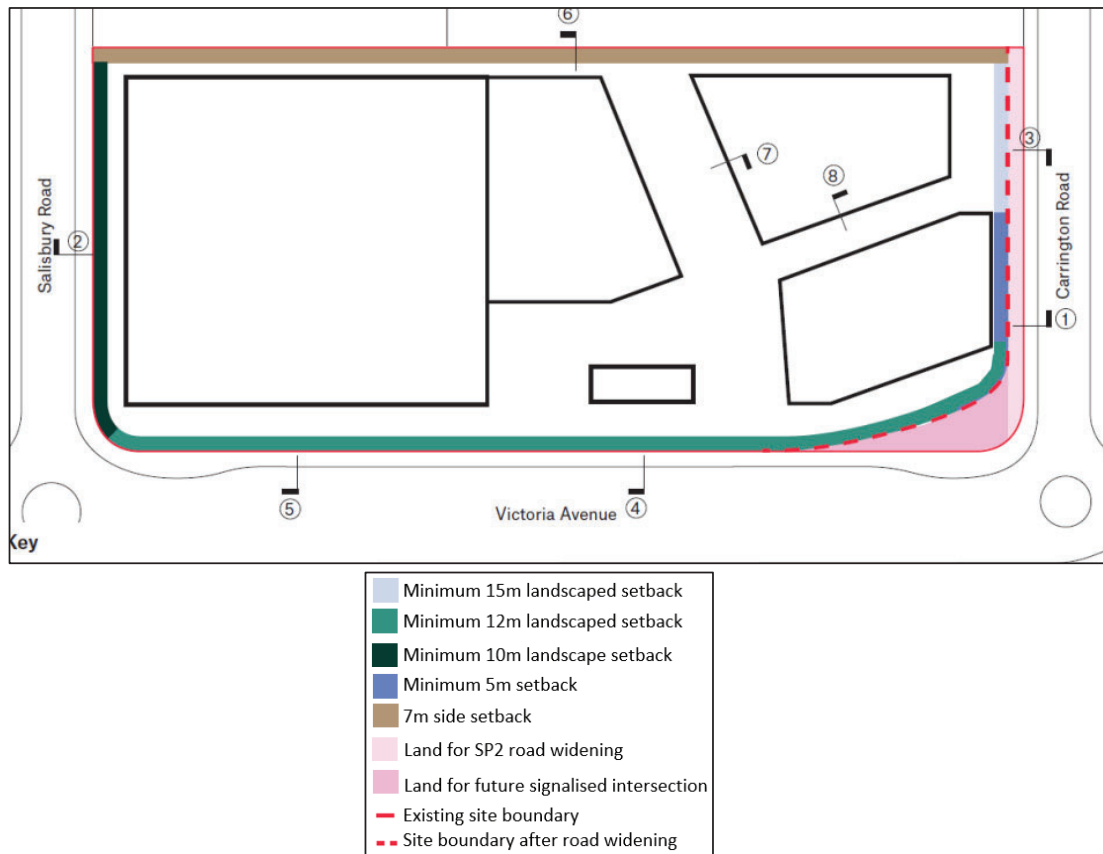 6
3
7
8
Salisbury Road
2
Carrington Road
1
5
4
Victoria Avenue
Key
Minimum 15m landscaped setback
Minimum 12m landscaped setback
Minimum 10m landscape setback
Minimum 5m setback
7m side setback
Land for SP2 road widening
Land for future signalised intersection
Existing site boundary
Site boundary after road widening